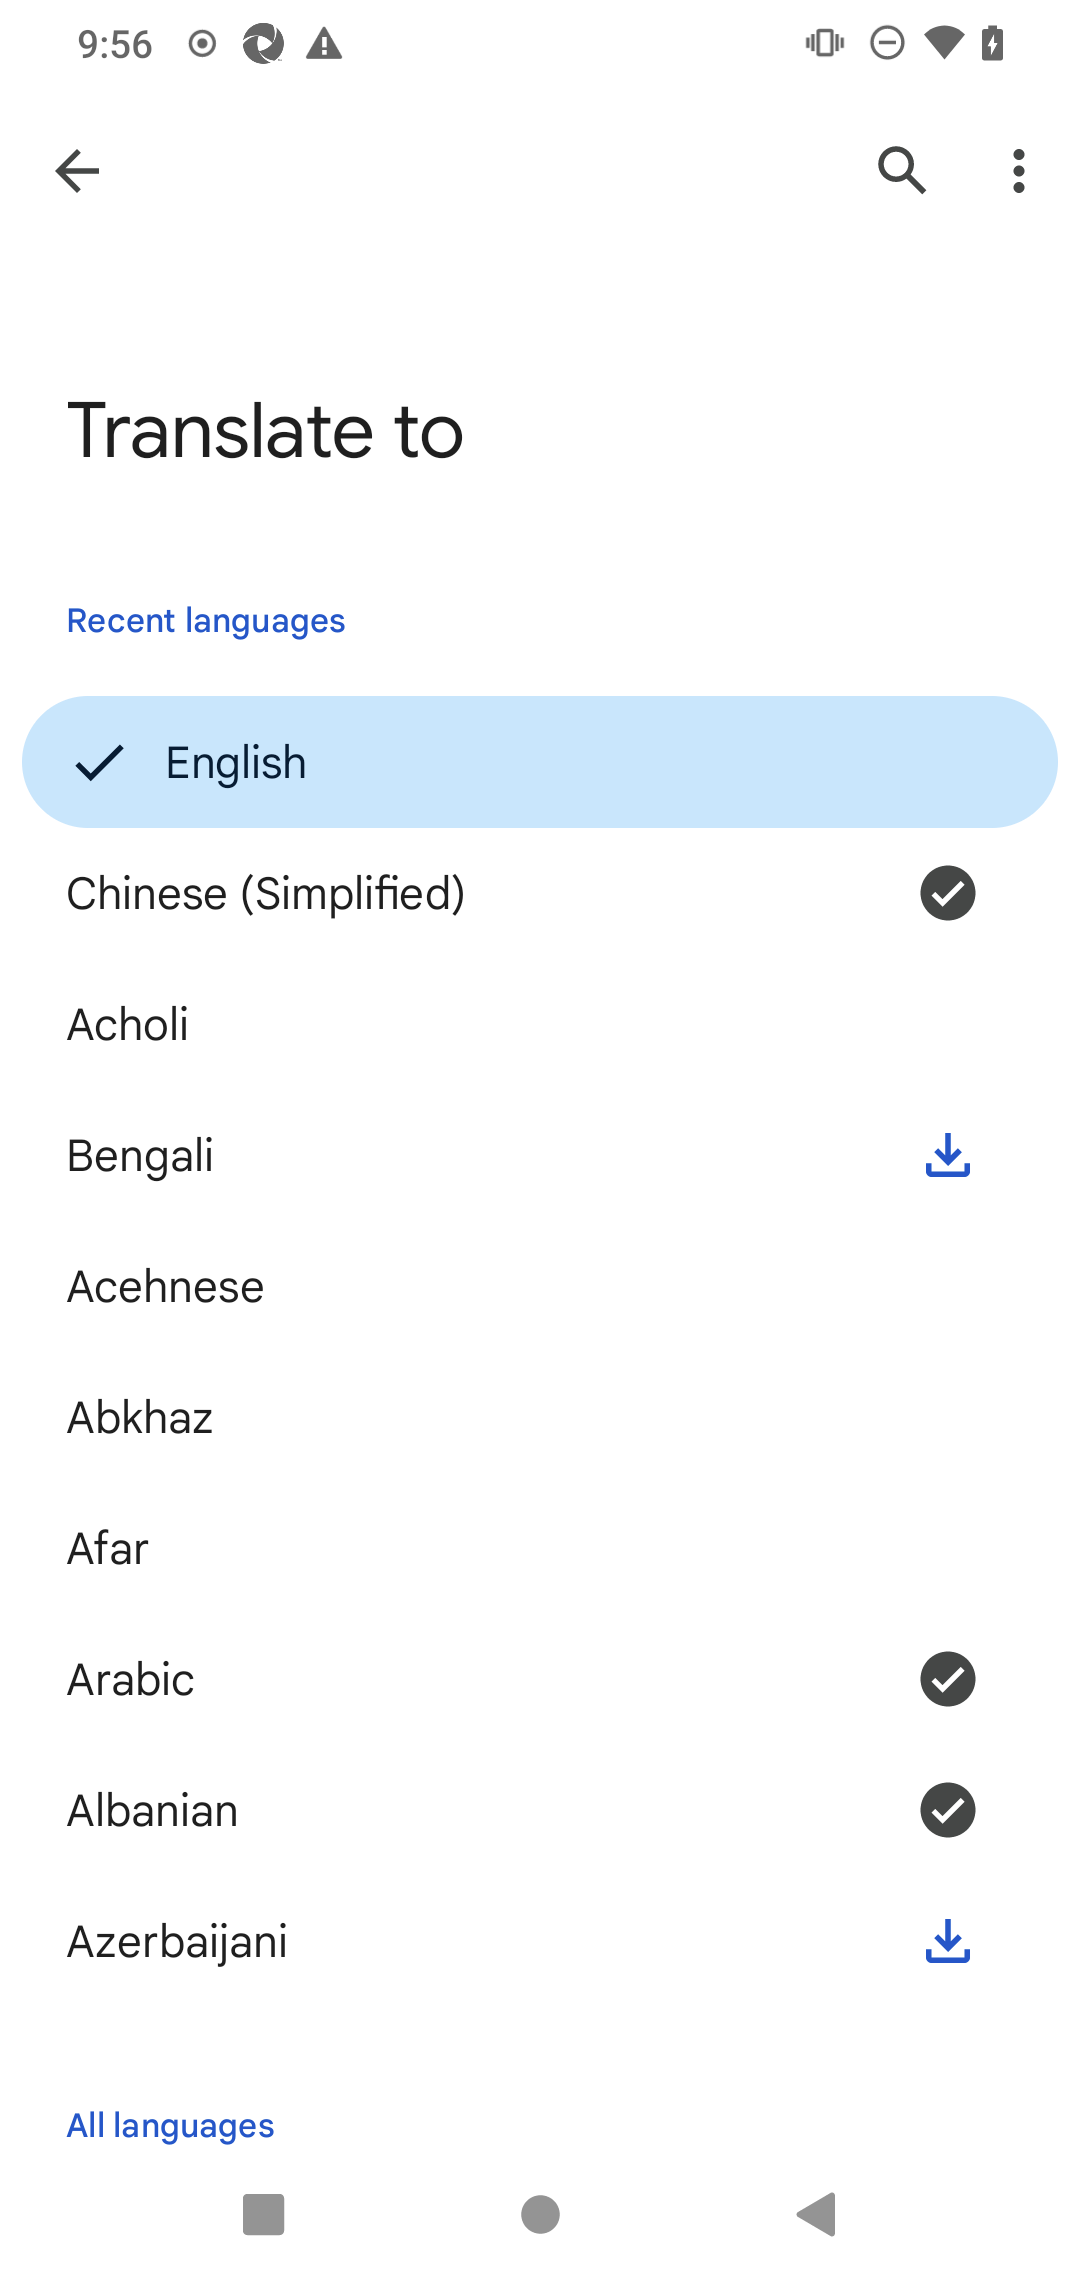 9:56
Translate to
Recent languages
English
Chinese (Simplified)
Acholi
Bengali
Acehnese
Abkhaz
Afar
Arabic
Albanian
Azerbaijani
All languages